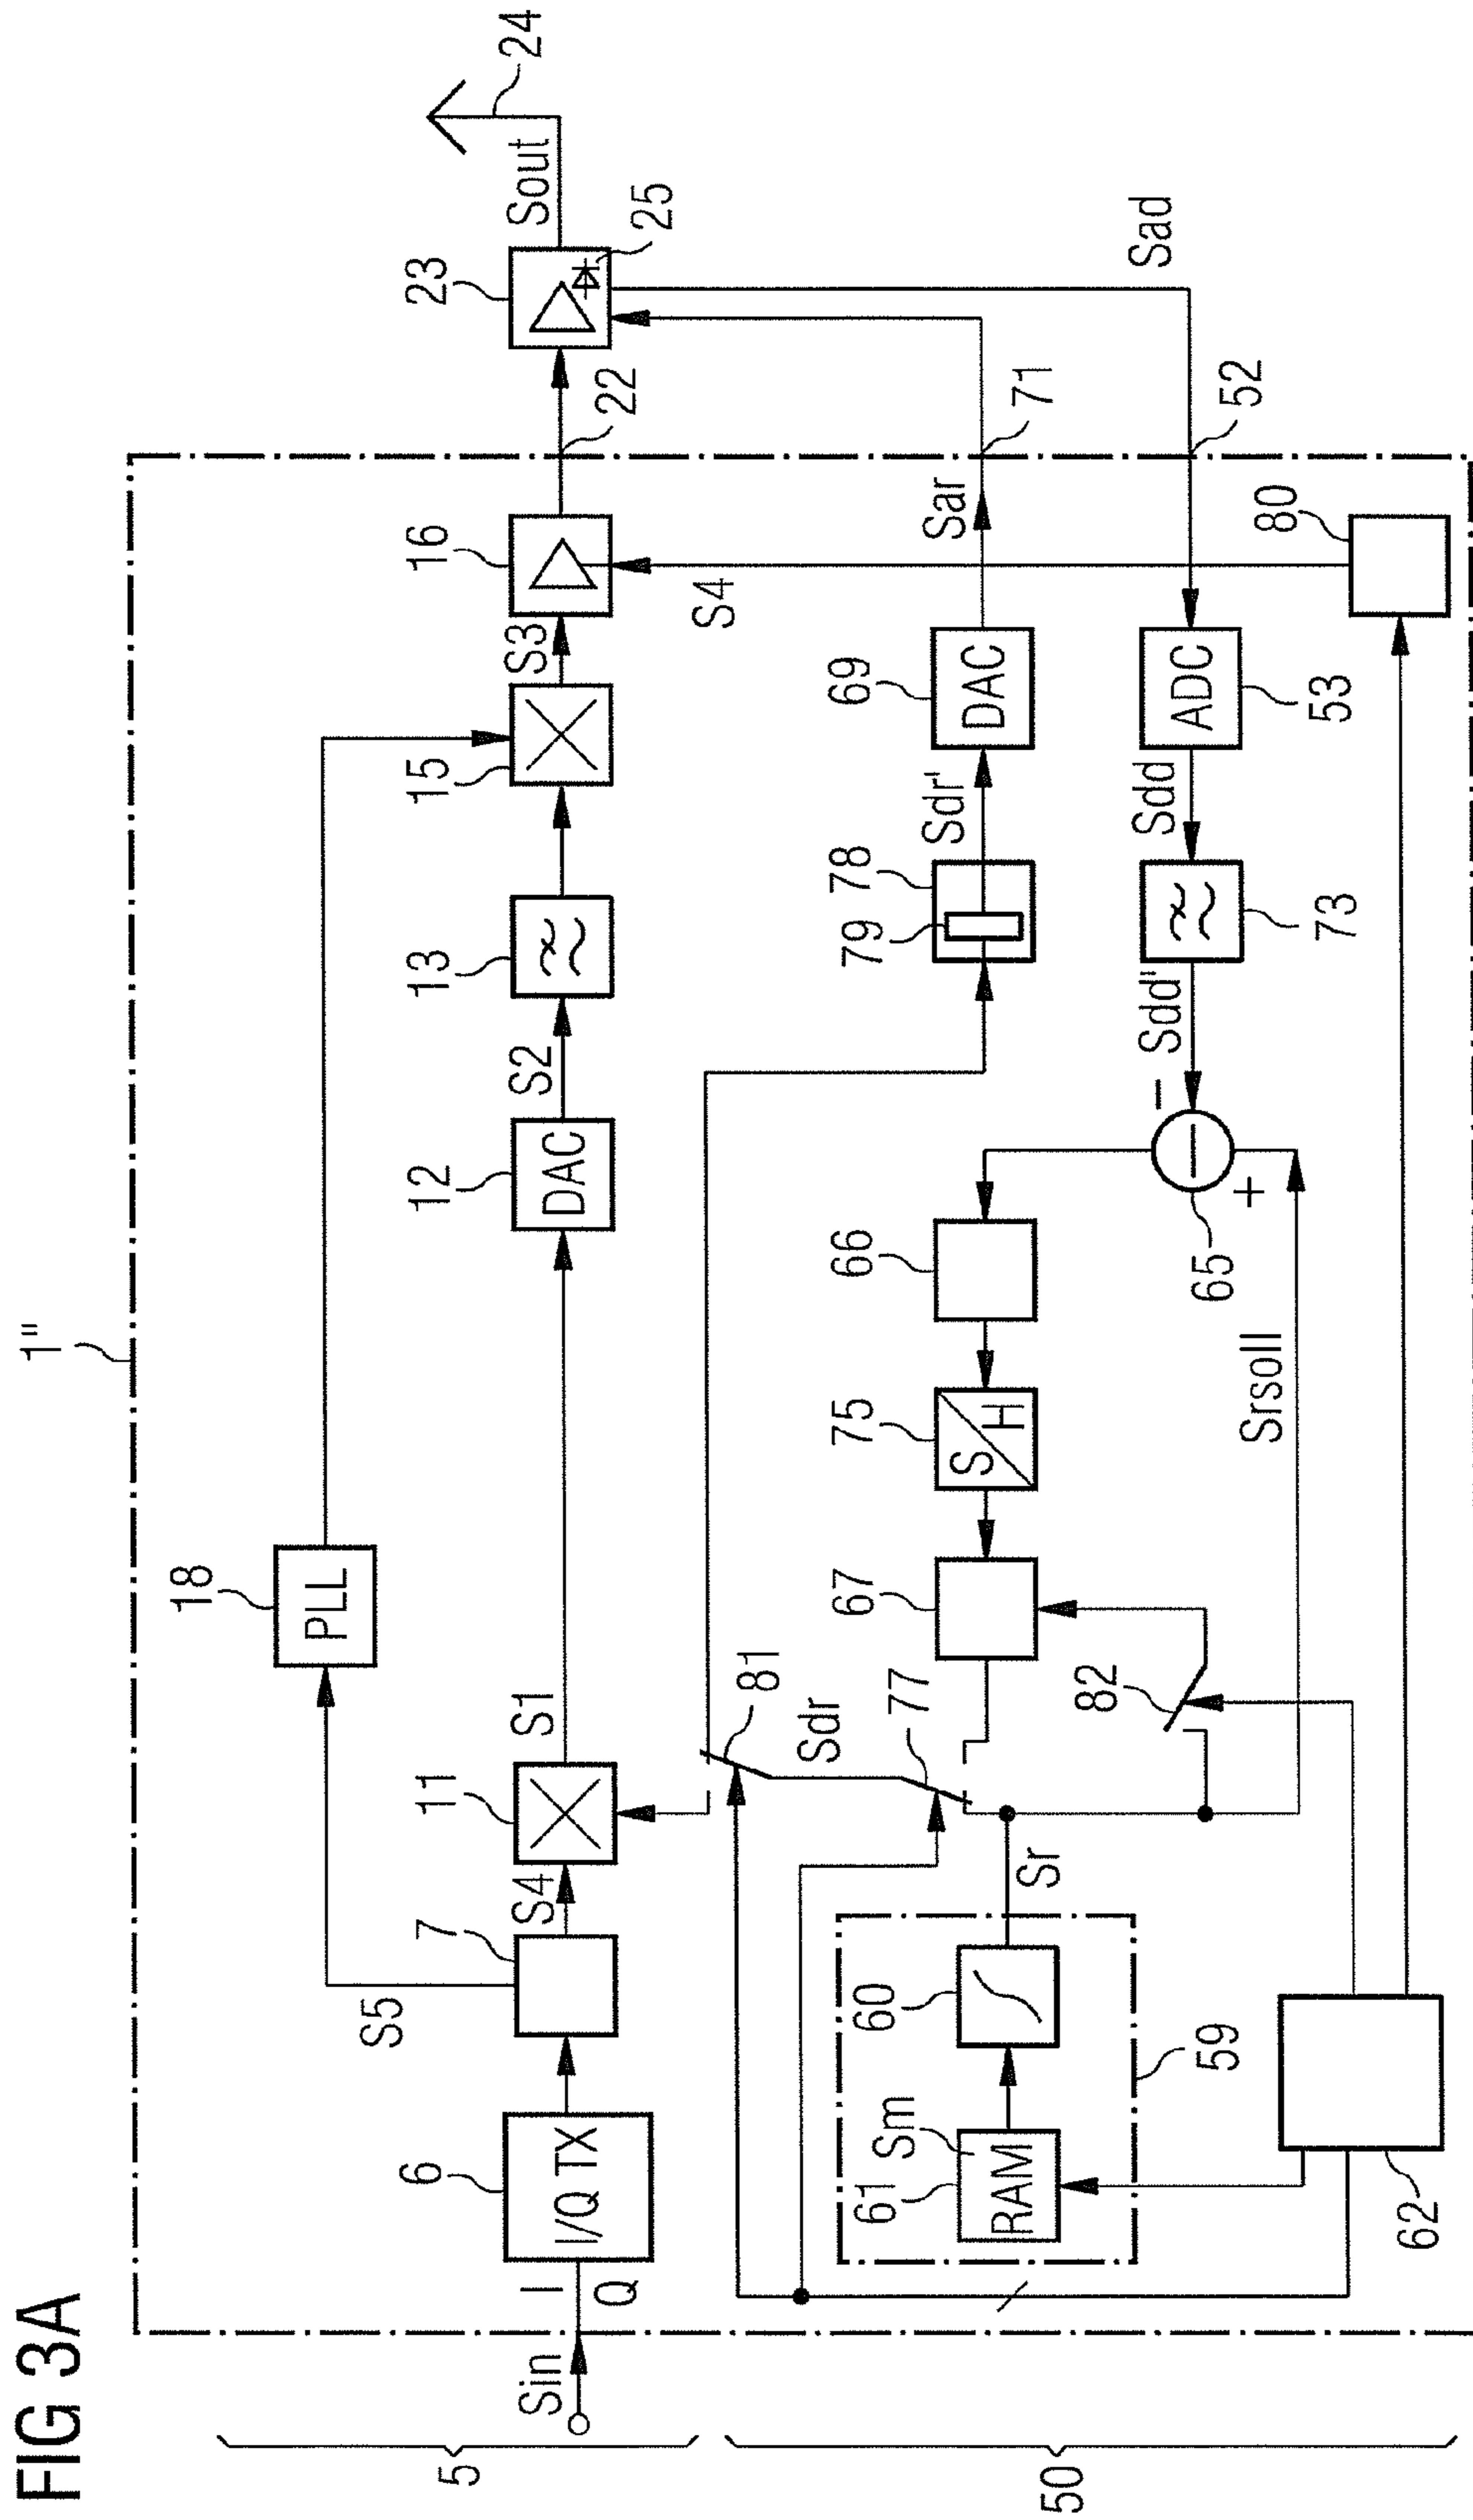 FIG 3A
1"
5
50
Sin
I
Q
6
I/Q TX
7
S4
S5
18
PLL
11
S1
12
DAC
S2
13
15
S3
16
22
23
25
Sout
24
81
Sdr
77
67
75
S/H
66
79
78
Sdr'
69
DAC
Sar
71
S4
Sad
52
53
ADC
Sdd
73
Sdd'
−
+
65
Srsoll
82
Sr
60
59
Sm
61
RAM
62
80